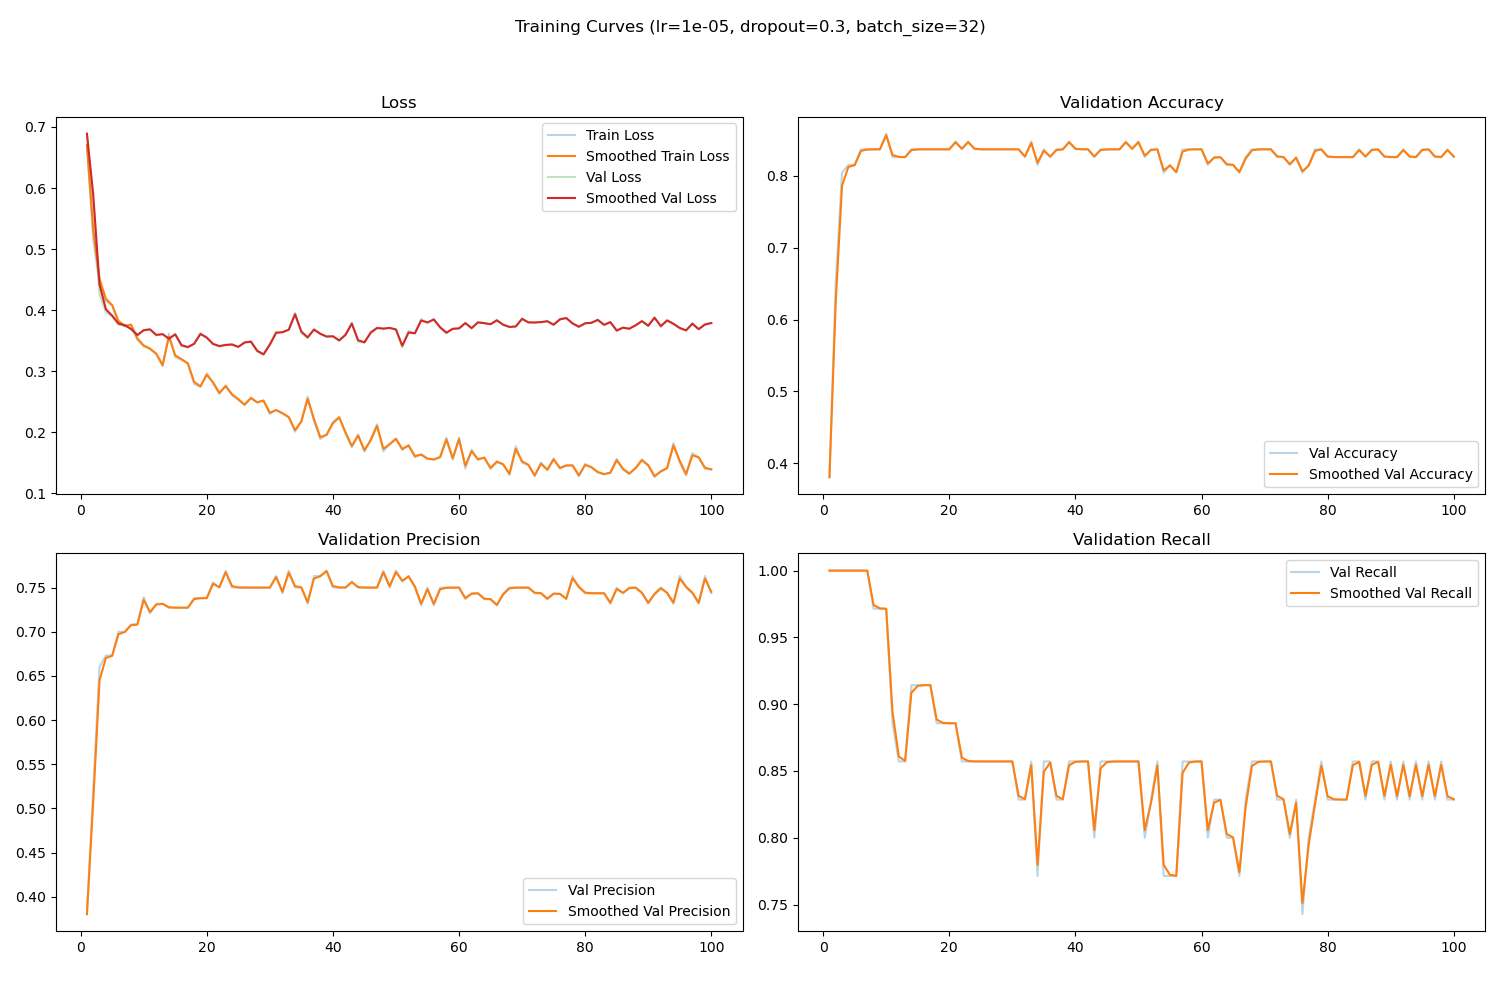 Training Curves (lr=1e-05, dropout=0.3, batch_size=32)
Loss
0.7
0.6
0.5
0.4
0.3
0.2
0.1
0 20 40 60 80 100
Train Loss
Smoothed Train Loss
Val Loss
Smoothed Val Loss
Validation Accuracy
0.8
0.7
0.6
0.5
0.4
0 20 40 60 80 100
Val Accuracy
Smoothed Val Accuracy
Validation Precision
0.75
0.70
0.65
0.60
0.55
0.50
0.45
0.40
0 20 40 60 80 100
Val Precision
Smoothed Val Precision
Validation Recall
1.00
0.95
0.90
0.85
0.80
0.75
0 20 40 60 80 100
Val Recall
Smoothed Val Recall